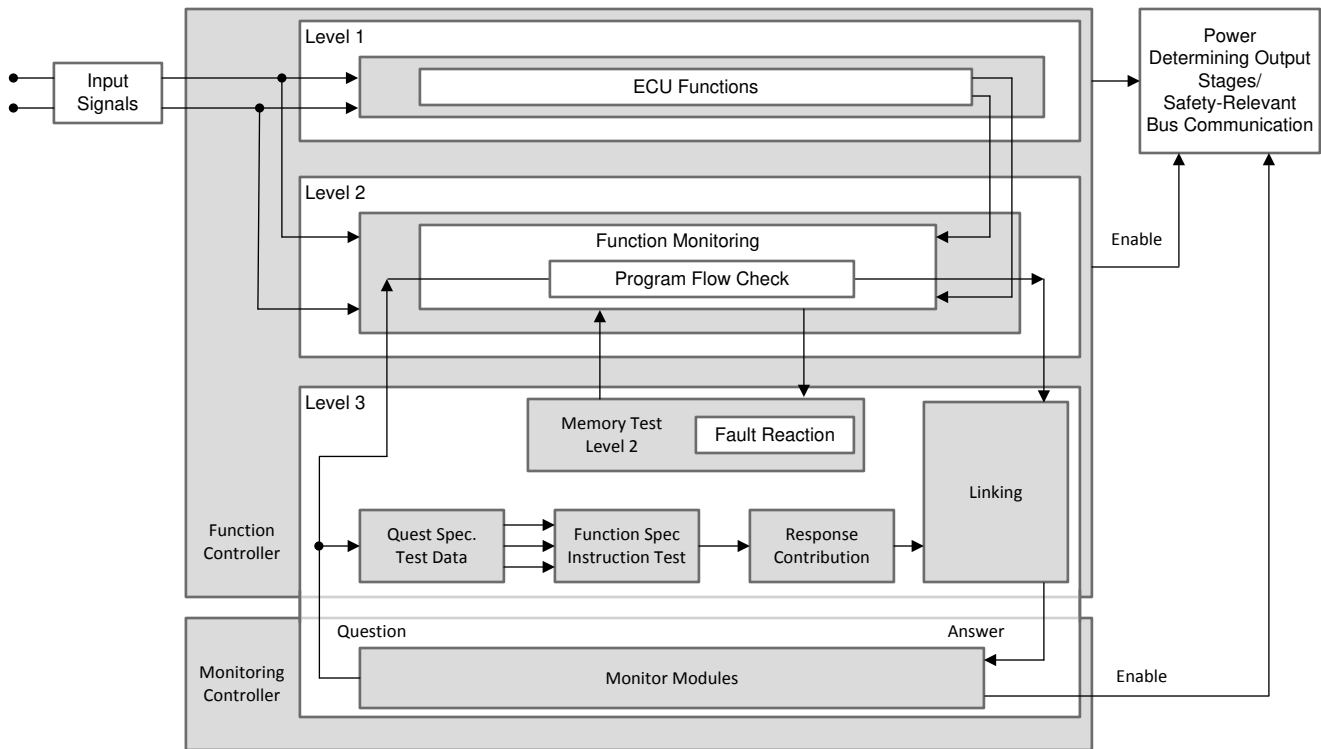 Level 1
Input
Signals
ECU Functions
Power
Determining Output
Stages/
Safety-Relevant
Bus Communication
Level 2
Function Monitoring
Program Flow Check
Enable
Level 3
Memory Test
Level 2
Fault Reaction
Linking
Function
Controller
Quest Spec.
Test Data
Function Spec
Instruction Test
Response
Contribution
Question
Answer
Monitoring
Controller
Monitor Modules
Enable